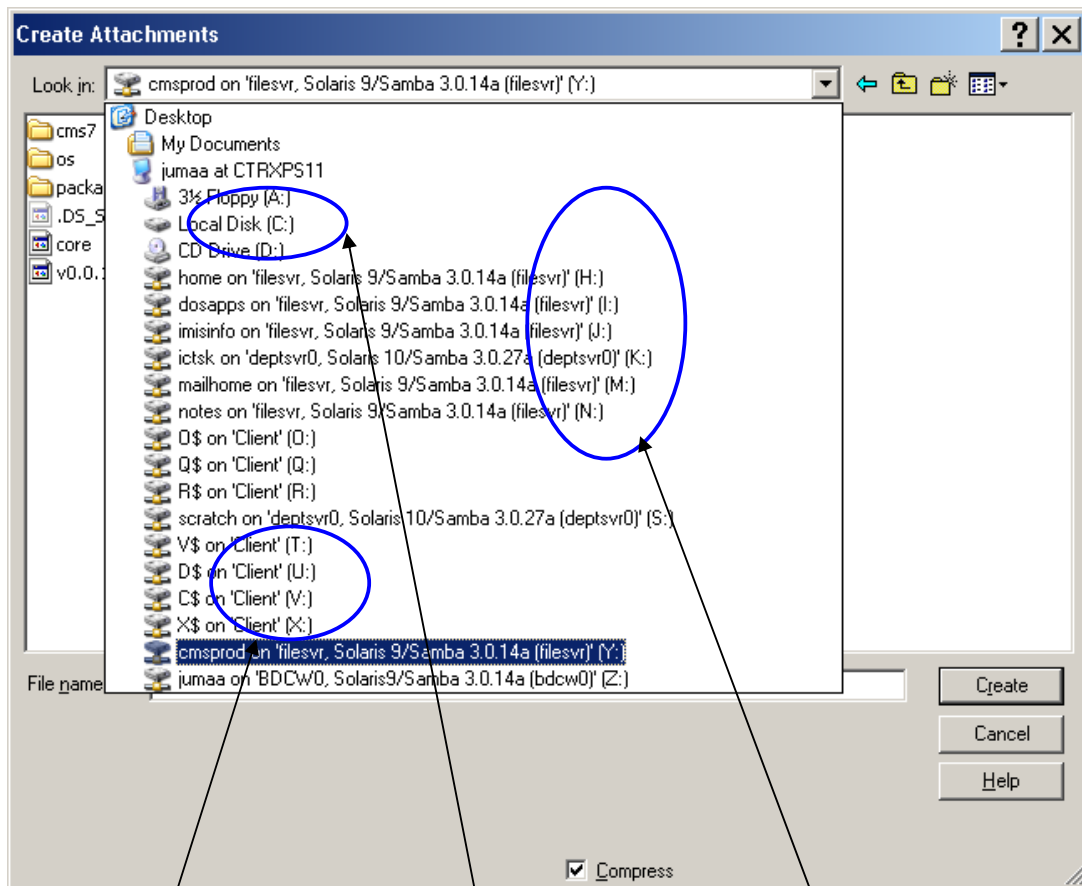 Create Attachments
Look in: cmsprod on 'filesvr, Solaris 9/Samba 3.0.14a (filesvr)' (Y:)
Desktop
My Documents
jumaa at CTRXPS11
3½ Floppy (A:)
Local Disk (C:)
CD Drive (D:)
home on 'filesvr, Solaris 9/Samba 3.0.14a (filesvr)' (H:)
dosapps on 'filesvr, Solaris 9/Samba 3.0.14a (filesvr)' (I:)
imisinfo on 'filesvr, Solaris 9/Samba 3.0.14a (filesvr)' (J:)
ictsk on 'deptsvr0, Solaris 10/Samba 3.0.27a (deptsvr0)' (K:)
mailhome on 'filesvr, Solaris 9/Samba 3.0.14a (filesvr)' (M:)
notes on 'filesvr, Solaris 9/Samba 3.0.14a (filesvr)' (N:)
O$ on 'Client' (O:)
Q$ on 'Client' (Q:)
R$ on 'Client' (R:)
scratch on 'deptsvr0, Solaris 10/Samba 3.0.27a (deptsvr0)' (S:)
V$ on 'Client' (T:)
D$ on 'Client' (U:)
C$ on 'Client' (V:)
X$ on 'Client' (X:)
cmsprod on 'filesvr, Solaris 9/Samba 3.0.14a (filesvr)' (Y:)
jumaa on 'BDCW0, Solaris9/Samba 3.0.14a (bdcw0)' (Z:)
cms7
os
packa
.DS_S
core
v0.0.
File name
Create
Cancel
Help
Compress